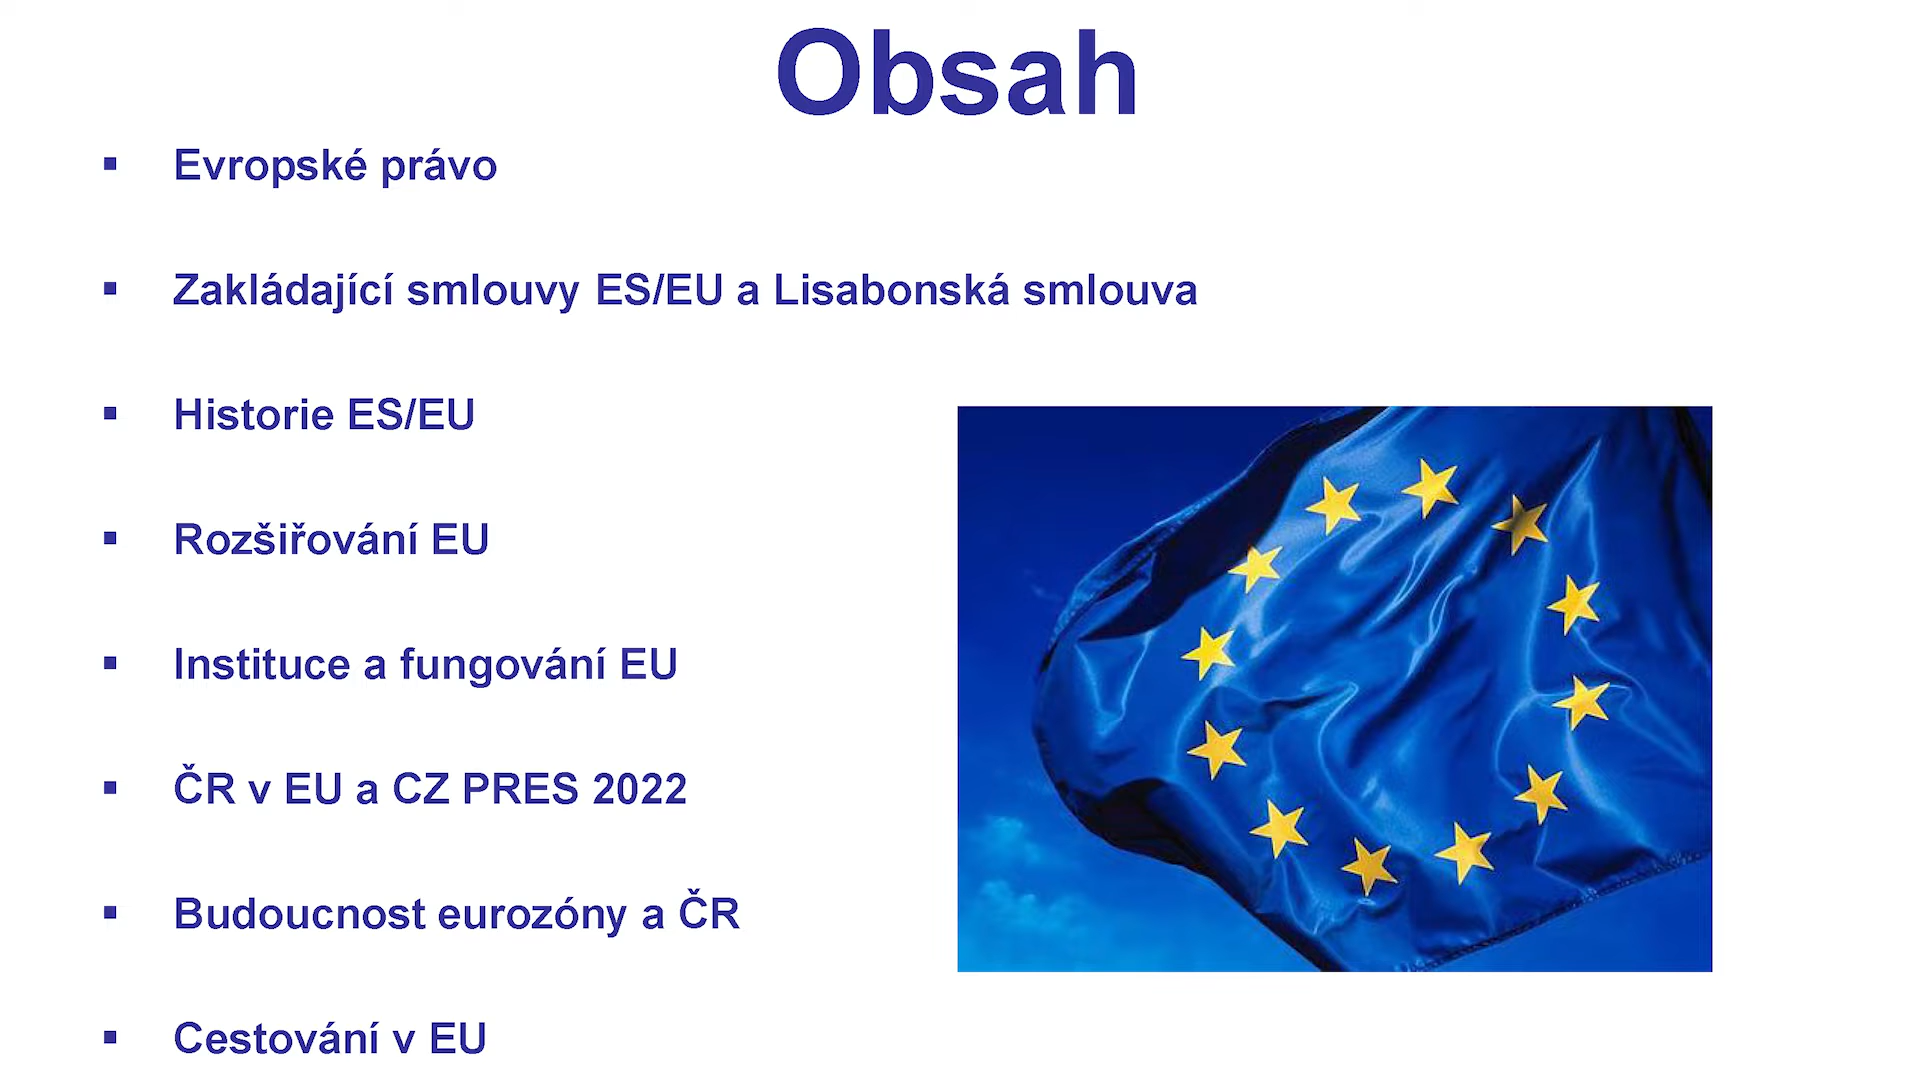 Obsah
▪ Evropské právo
▪ Zakládající smlouvy ES/EU a Lisabonská smlouva
▪ Historie ES/EU
▪ Rozšiřování EU
▪ Instituce a fungování EU
▪ ČR v EU a CZ PRES 2022
▪ Budoucnost eurozóny a ČR
▪ Cestování v EU